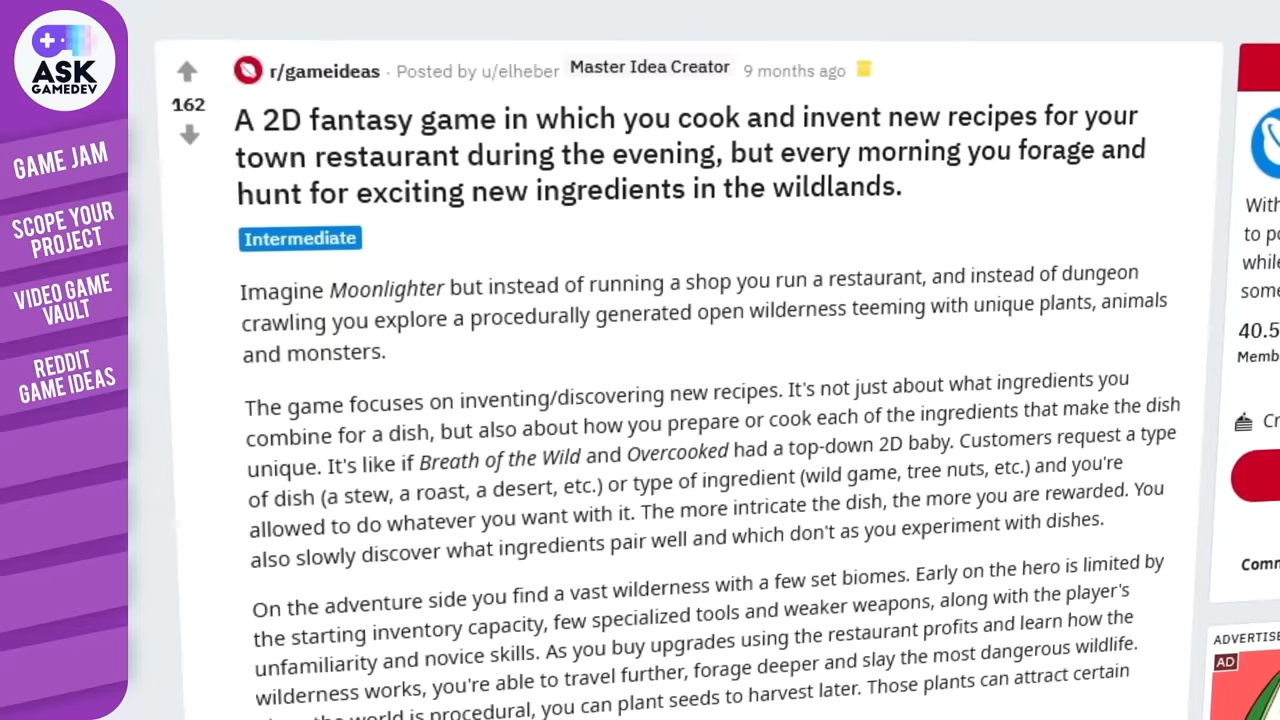 ASK
GAMEDEV
GAME JAM
SCOPE YOUR
PROJECT
VIDEO GAME
VAULT
REDDIT
GAME IDEAS
162
r/gameideas · Posted by u/elheber Master Idea Creator 9 months ago
A 2D fantasy game in which you cook and invent new recipes for your
town restaurant during the evening, but every morning you forage and
hunt for exciting new ingredients in the wildlands.
Intermediate
Imagine Moonlighter but instead of running a shop you run a restaurant, and instead of dungeon
crawling you explore a procedurally generated open wilderness teeming with unique plants, animals
and monsters.
The game focuses on inventing/discovering new recipes. It's not just about what ingredients you
combine for a dish, but also about how you prepare or cook each of the ingredients that make the dish
unique. It's like if Breath of the Wild and Overcooked had a top-down 2D baby. Customers request a type
of dish (a stew, a roast, a desert, etc.) or type of ingredient (wild game, tree nuts, etc.) and you're
allowed to do whatever you want with it. The more intricate the dish, the more you are rewarded. You
also slowly discover what ingredients pair well and which don't as you experiment with dishes.
On the adventure side you find a vast wilderness with a few set biomes. Early on the hero is limited by
the starting inventory capacity, few specialized tools and weaker weapons, along with the player's
unfamiliarity and novice skills. As you buy upgrades using the restaurant profits and learn how the
wilderness works, you're able to travel further, forage deeper and slay the most dangerous wildlife.
the world is procedural, you can plant seeds to harvest later. Those plants can attract certain
With
to po
while
some
40.5
Memb
Cr
Comm
ADVERTISE
AD